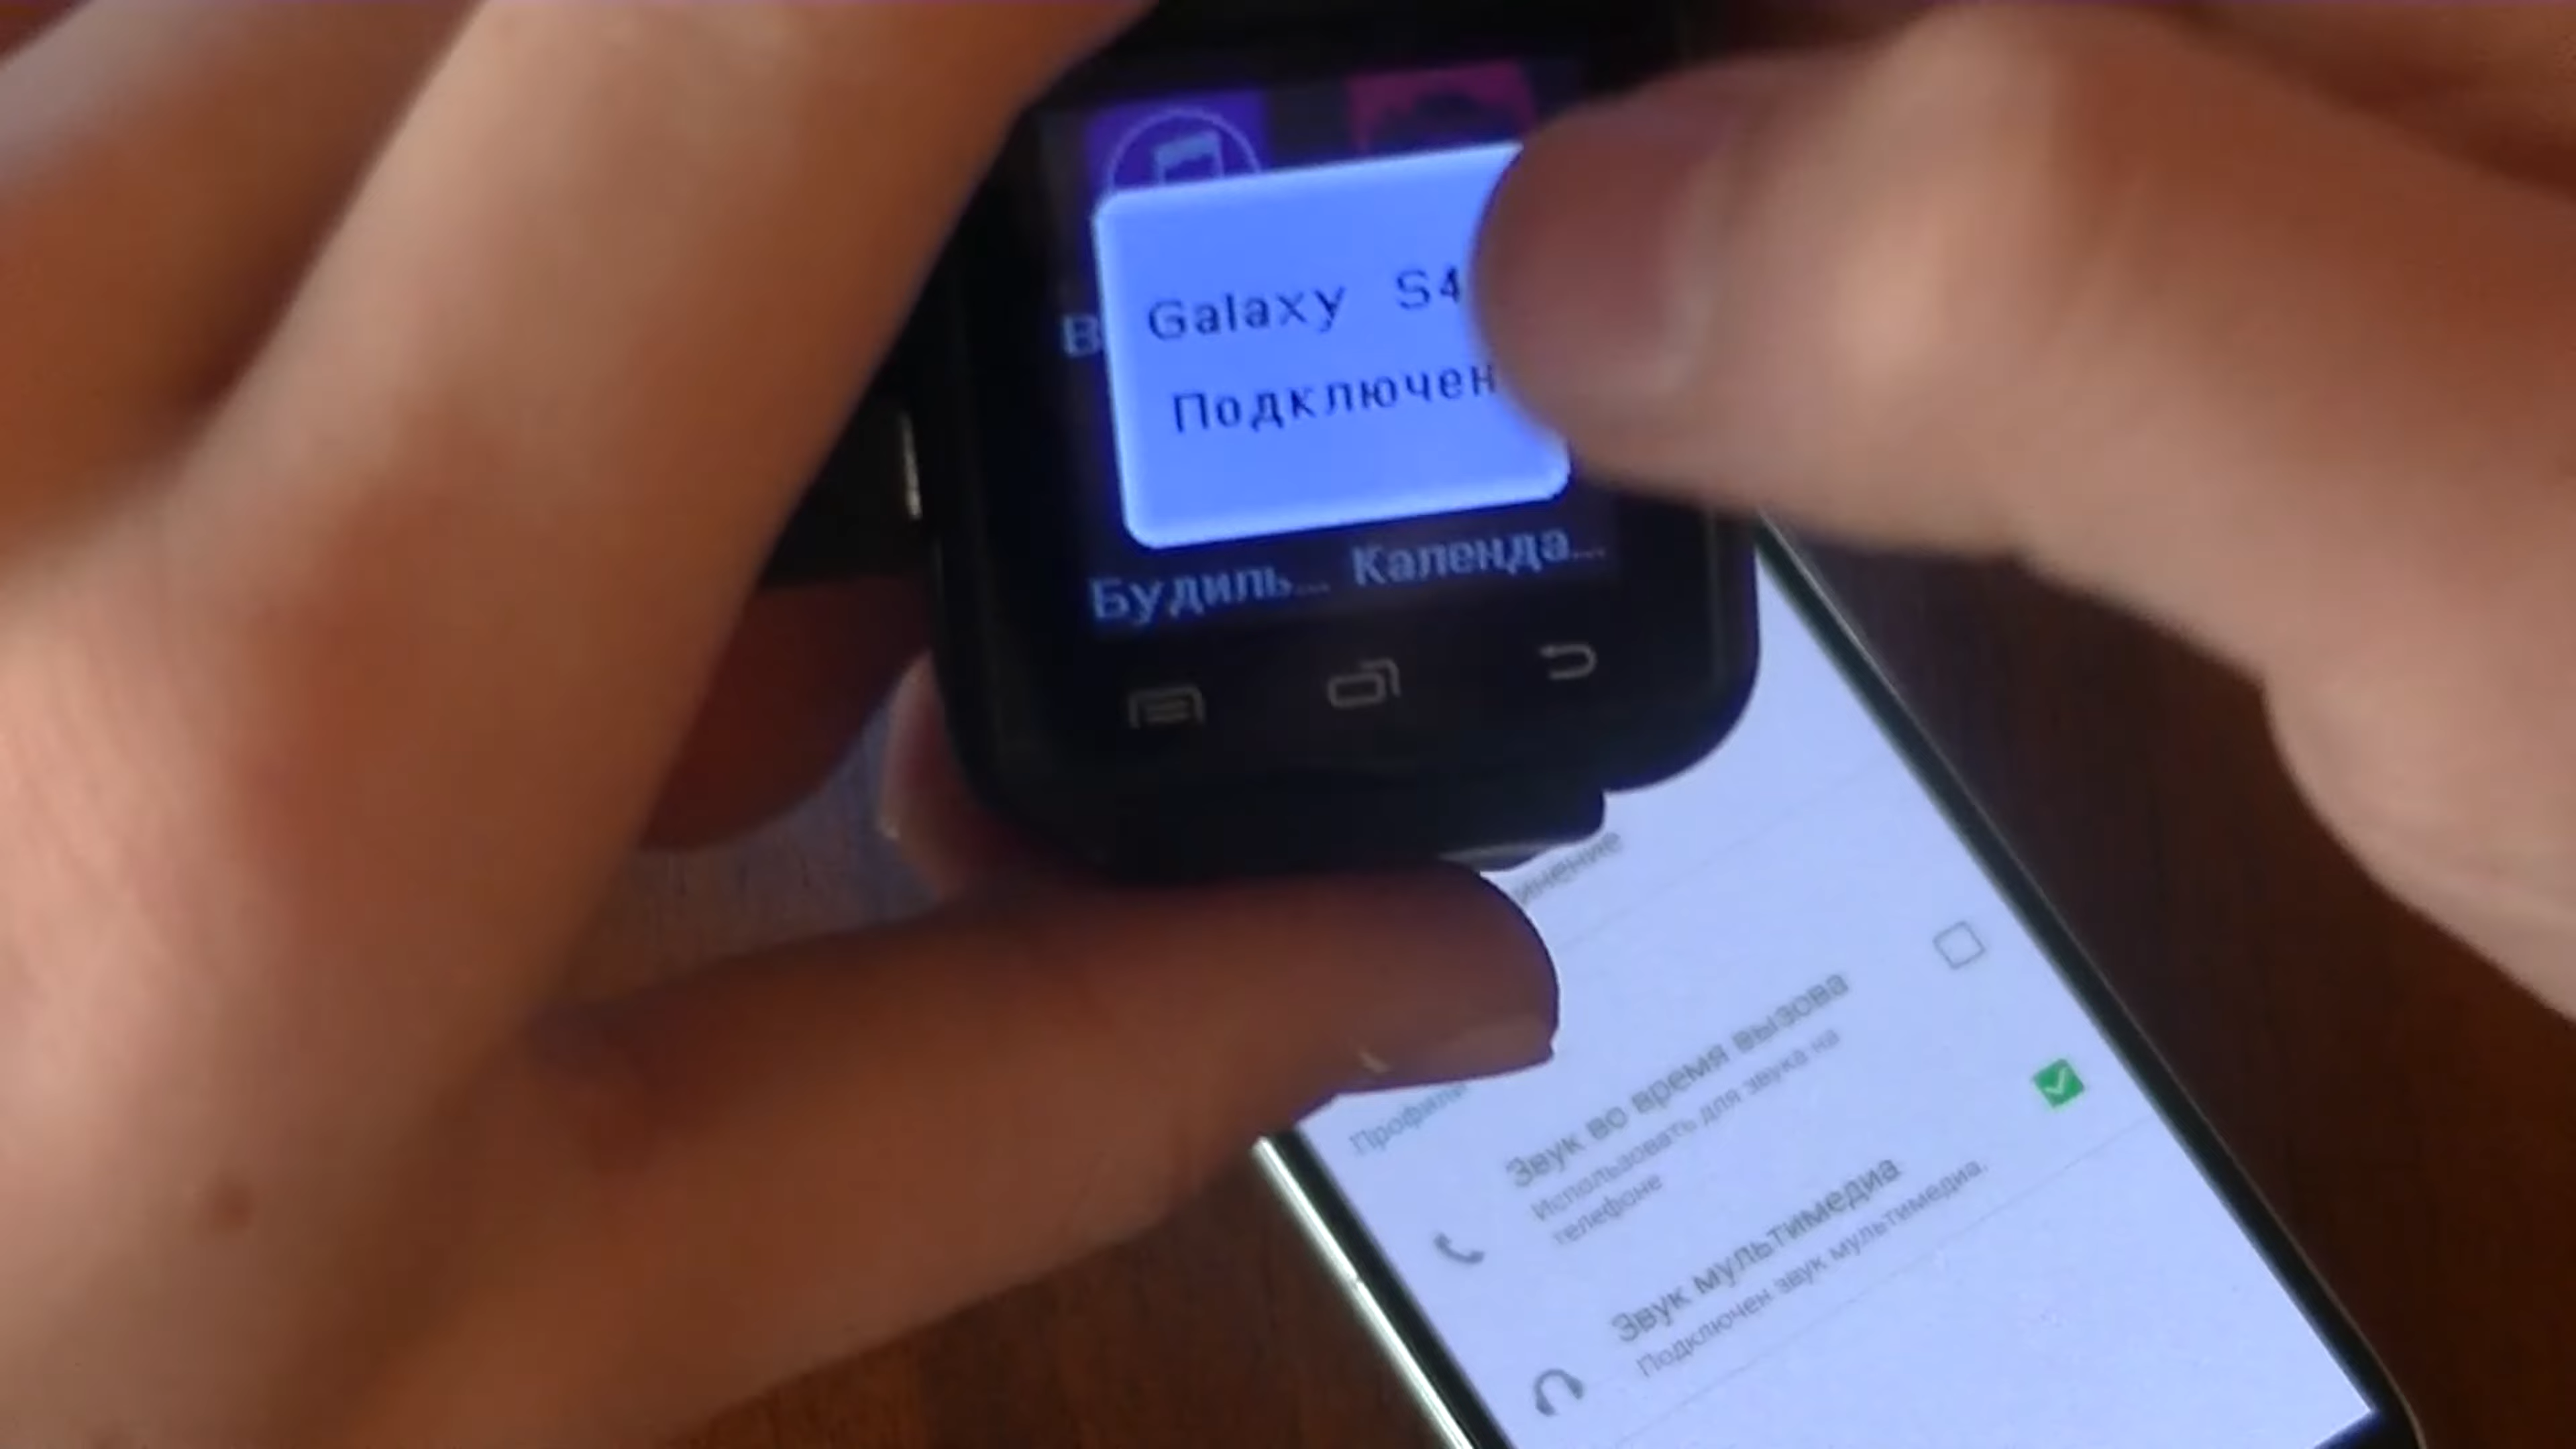 Galaxy S4
Подключен
Будиль... Календа...
Звук во время вызова
Использовать для звука на
телефоне
Звук мультимедиа
Подключен звук мультимедиа.